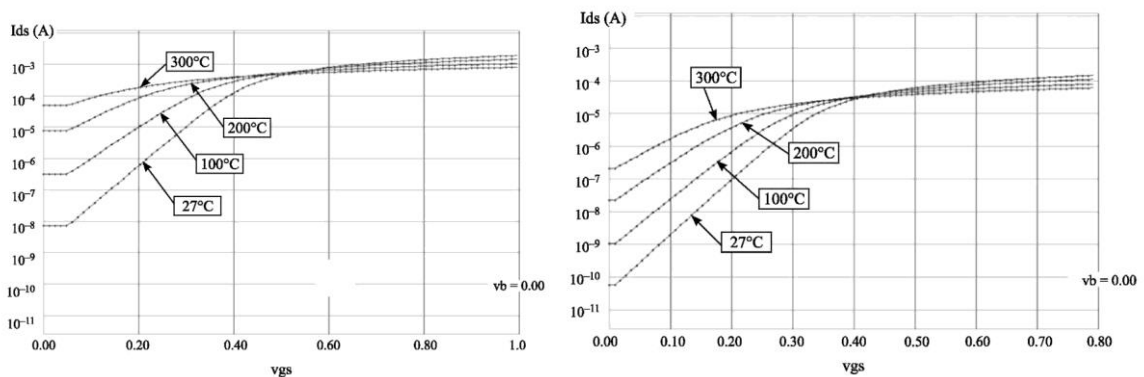 Ids (A)
10⁻³
10⁻⁴
10⁻⁵
10⁻⁶
10⁻⁷
10⁻⁸
10⁻⁹
10⁻¹⁰
10⁻¹¹
300°C
200°C
100°C
27°C
vb = 0.00
0.00 0.20 0.40 0.60 0.80 1.0
vgs
Ids (A)
10⁻³
10⁻⁴
10⁻⁵
10⁻⁶
10⁻⁷
10⁻⁸
10⁻⁹
10⁻¹⁰
10⁻¹¹
300°C
200°C
100°C
27°C
vb = 0.00
0.00 0.10 0.20 0.30 0.40 0.50 0.60 0.70 0.80
vgs